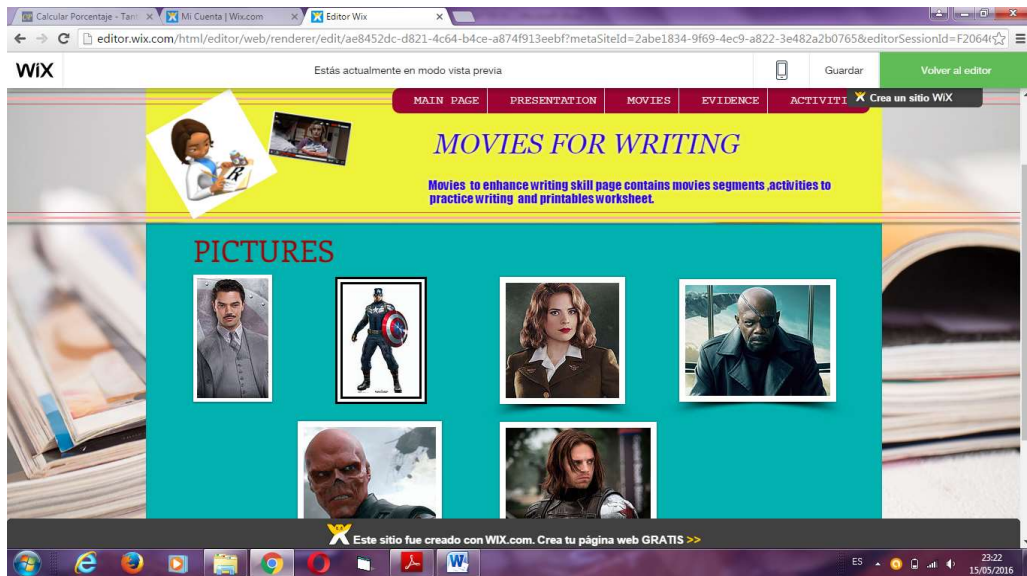 Calcular Porcentaje - Tant
Mi Cuenta | Wix.com
Editor Wix
editor.wix.com/html/editor/web/renderer/edit/ae8452dc-d821-4c64-b4ce-a874f913eebf?metaSiteId=2abe1834-9f69-4ec9-a822-3e482a2b0765&editorSessionId=F2064
WiX
Estás actualmente en modo vista previa
Guardar
Volver al editor
MAIN PAGE
PRESENTATION
MOVIES
EVIDENCE
ACTIVITI
Crea un sitio WiX
MOVIES FOR WRITING
Movies to enhance writing skill page contains movies segments ,activities to
practice writing and printables worksheet.
PICTURES
Este sitio fue creado con WIX.com. Crea tu página web GRATIS >>
ES
23:22
15/05/2016